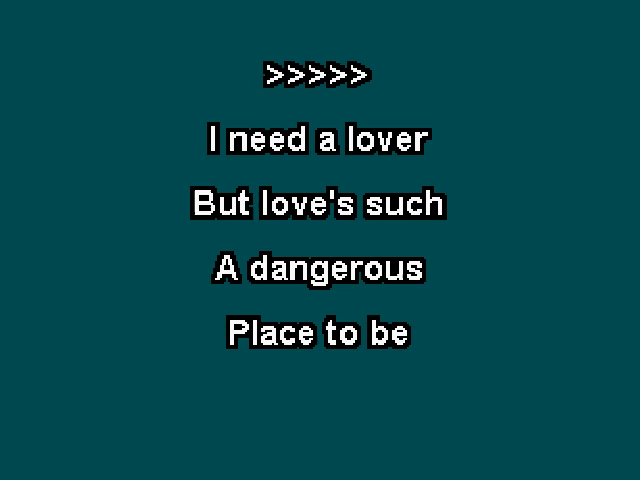 >>>>>
I need a lover
But love's such
A dangerous
Place to be